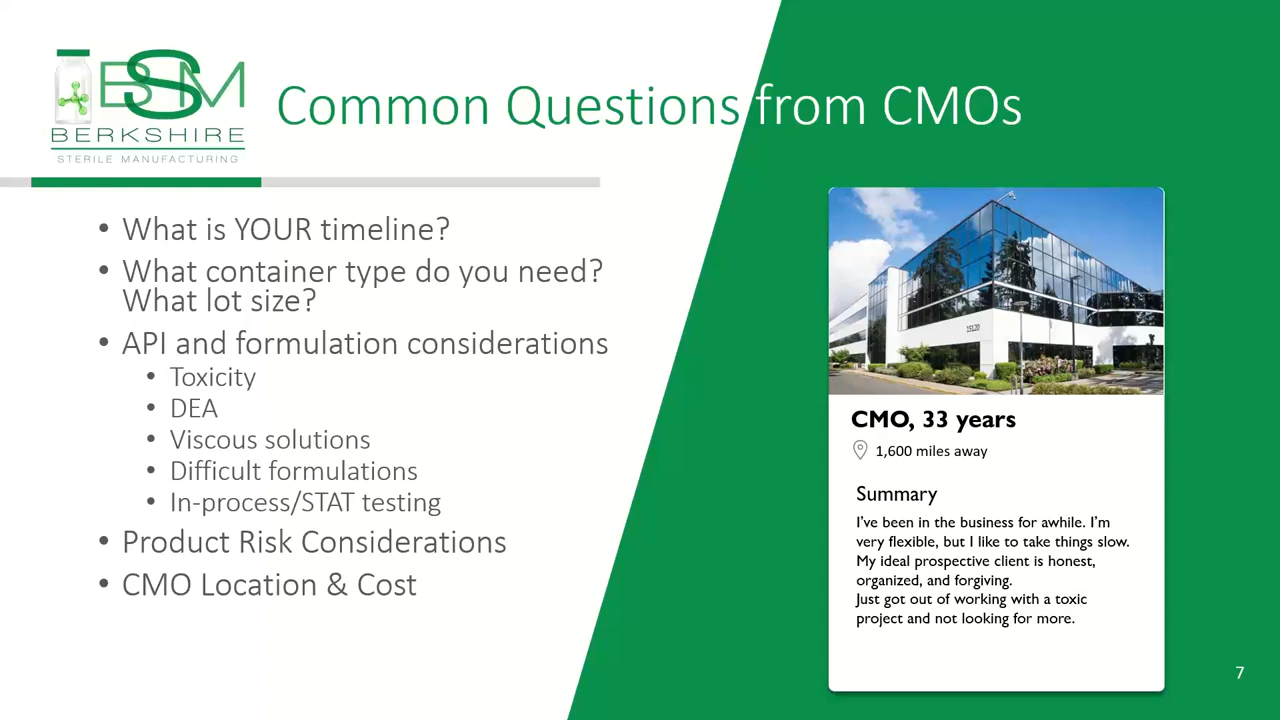 BSM
BERKSHIRE
STERILE MANUFACTURING
Common Questions from CMOs
• What is YOUR timeline?
• What container type do you need?
What lot size?
• API and formulation considerations
• Toxicity
• DEA
• Viscous solutions
• Difficult formulations
• In-process/STAT testing
• Product Risk Considerations
• CMO Location & Cost
15120
CMO, 33 years
1,600 miles away
Summary
I’ve been in the business for awhile. I’m
very flexible, but I like to take things slow.
My ideal prospective client is honest,
organized, and forgiving.
Just got out of working with a toxic
project and not looking for more.
7